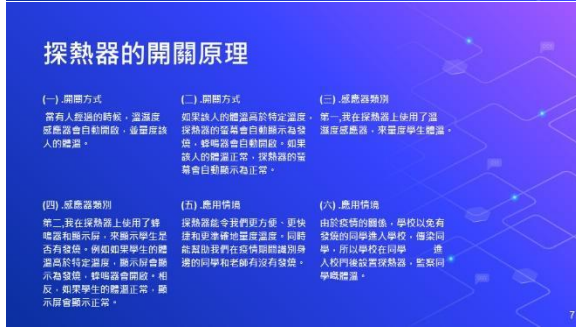 探熱器的開關原理
(一).開關方式
當有人經過的時候，溫濕度
感應器會自動開啟，並量度該
人的體溫。
(二).開關方式
如果該人的體溫高於特定溫度，
探熱器的螢幕會自動顯示為發
燒，蜂鳴器會自動開啟。如果
該人的體溫正常，探熱器的螢
幕會自動顯示為正常。
(三).感應器類別
第一,我在探熱器上使用了溫
濕度感應器，來量度學生體溫。
(四).感應器類別
第二,我在探熱器上使用了蜂
鳴器和顯示屏，來顯示學生是
否有發燒。例如如果學生的體
溫高於特定溫度，顯示屏會顯
示為發燒，蜂鳴器會開啟。相
反，如果學生的體溫正常，顯
示屏會顯示正常。
(五).應用情境
探熱器能令我們更方便、更快
捷和更準確地量度溫度。同時
能幫助我們在疫情期間識別身
邊的同學和老師有沒有發燒。
(六).應用情境
由於疫情的關係，學校以免有
發燒的同學進入學校，傳染同
學，所以學校在同學 進
入校門後設置探熱器，監察同
學嘅體溫。
7